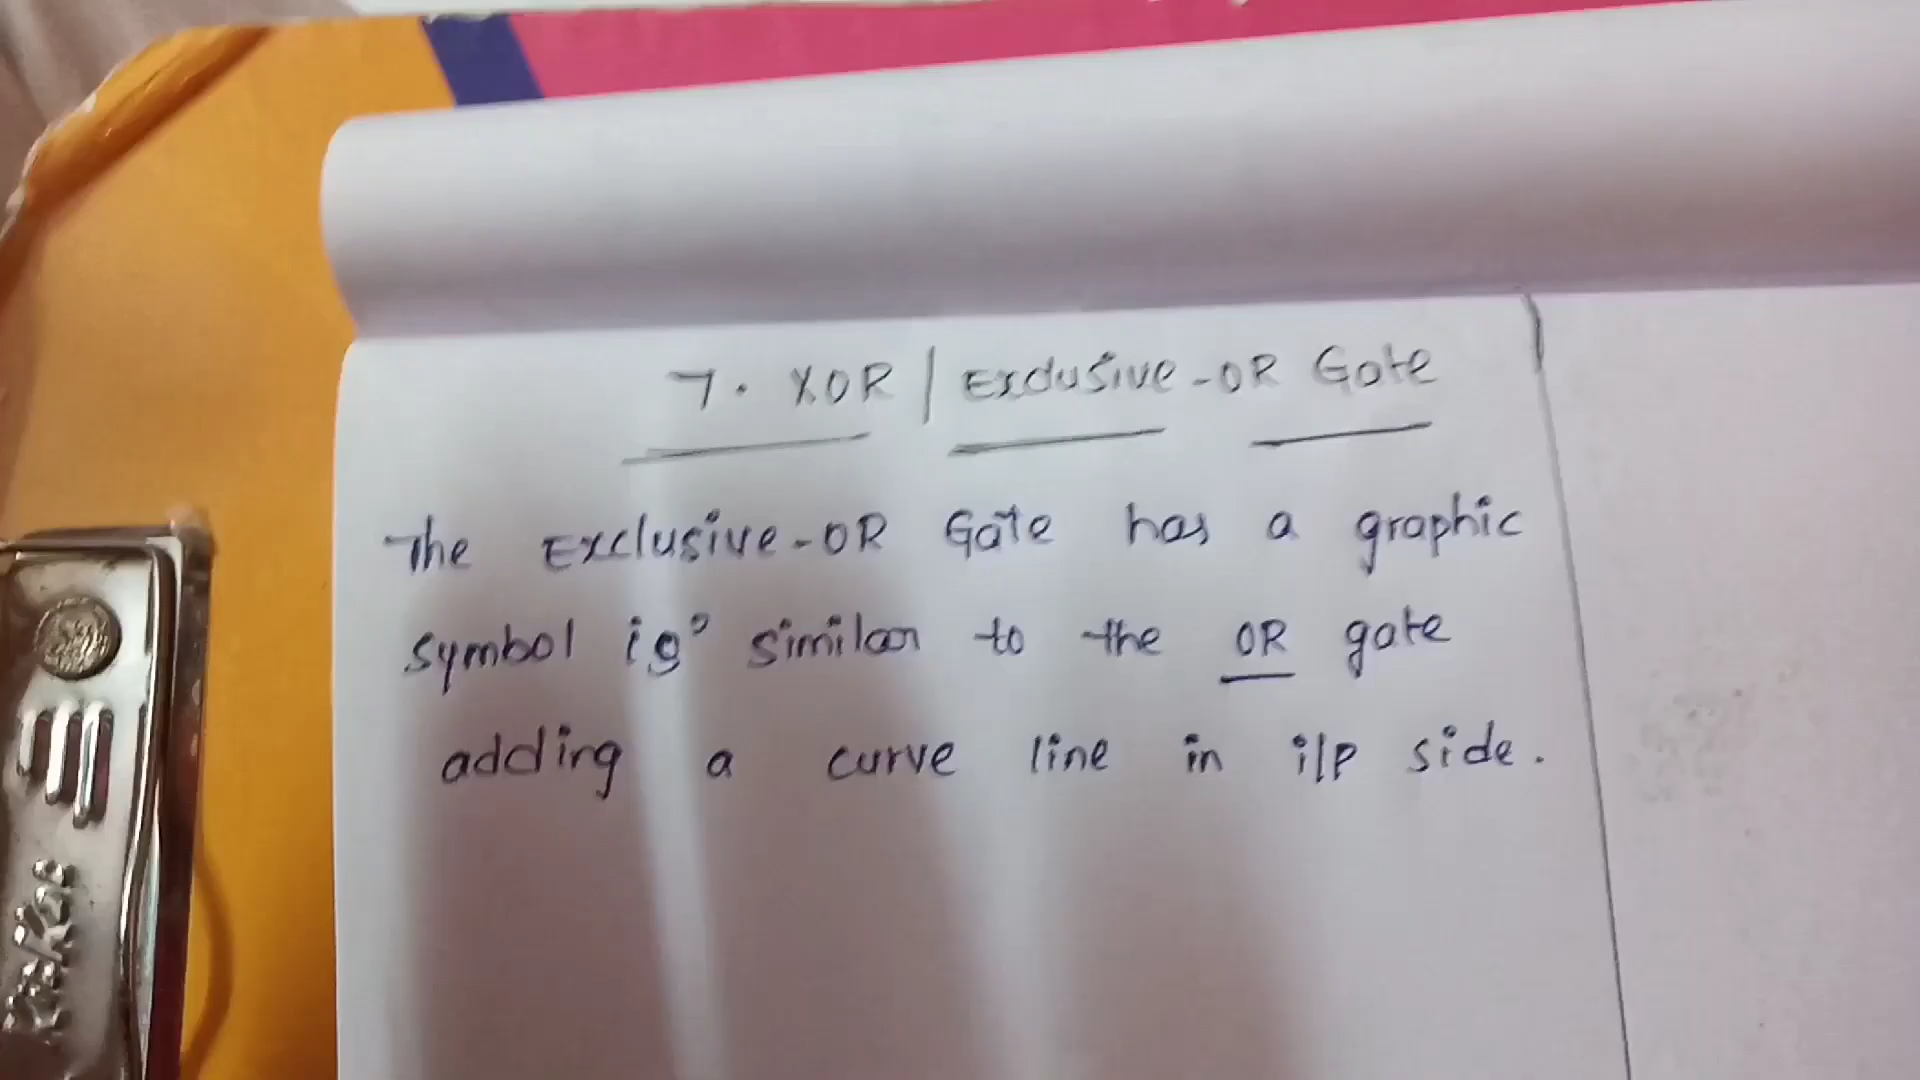 7. XOR | Exclusive-OR Gate
The Exclusive-OR Gate has a graphic
symbol is similar to the OR gate
adding a curve line in i/p side.